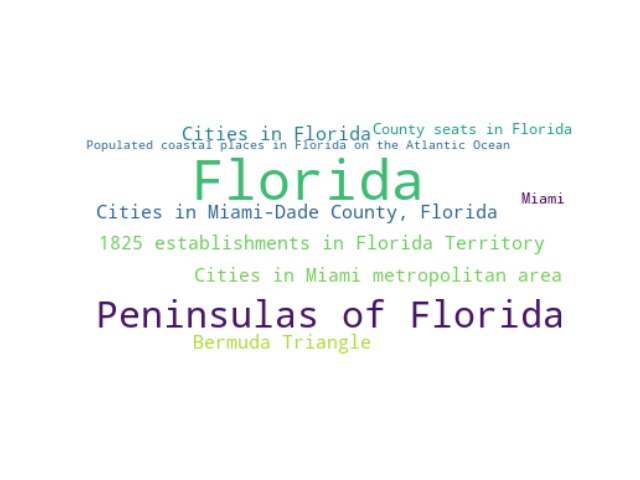 Cities in Florida
County seats in Florida
Populated coastal places in Florida on the Atlantic Ocean
Florida
Miami
Cities in Miami-Dade County, Florida
1825 establishments in Florida Territory
Cities in Miami metropolitan area
Peninsulas of Florida
Bermuda Triangle